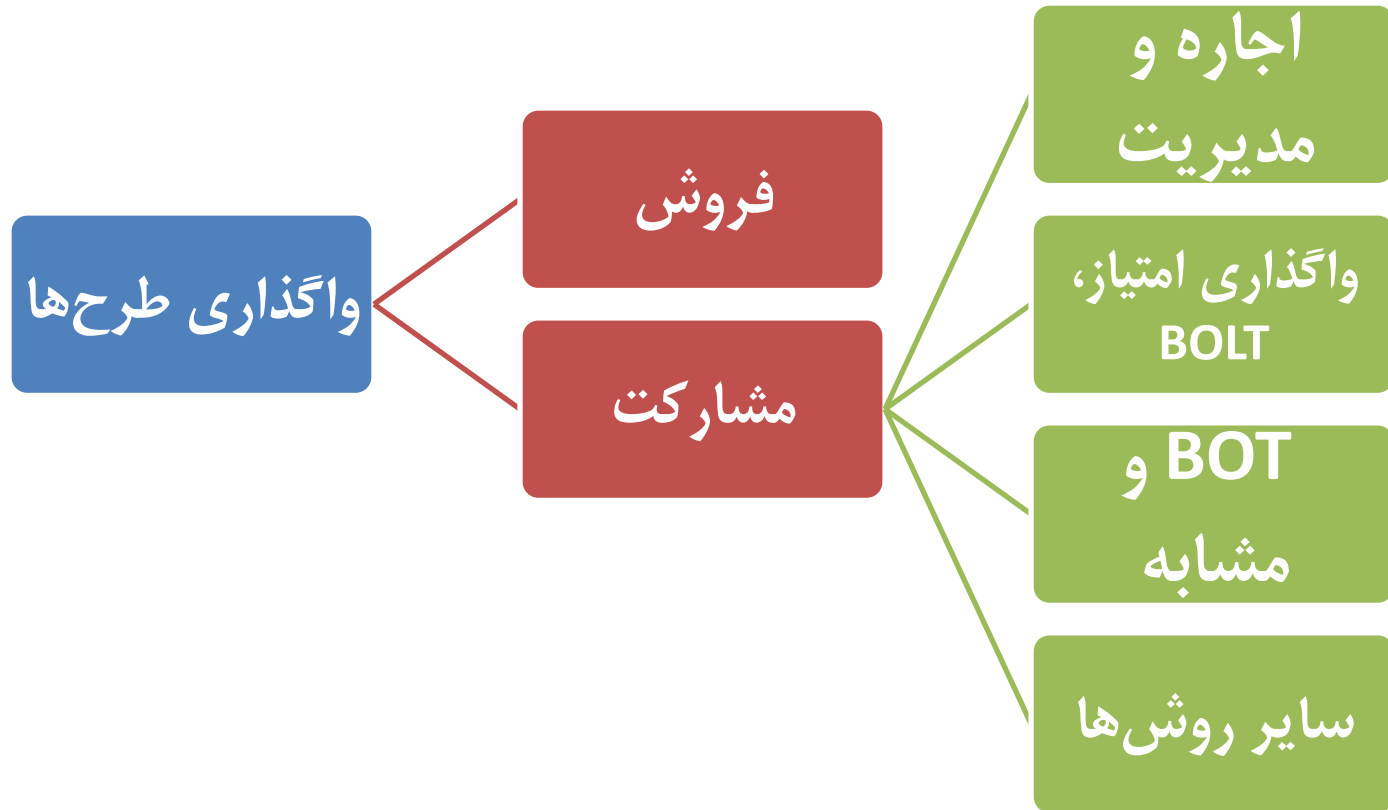 واگذاری طرح‌ها
فروش
مشارکت
اجاره و
مدیریت
واگذاری امتیاز،
BOLT
BOT و
مشابه
سایر روش‌ها